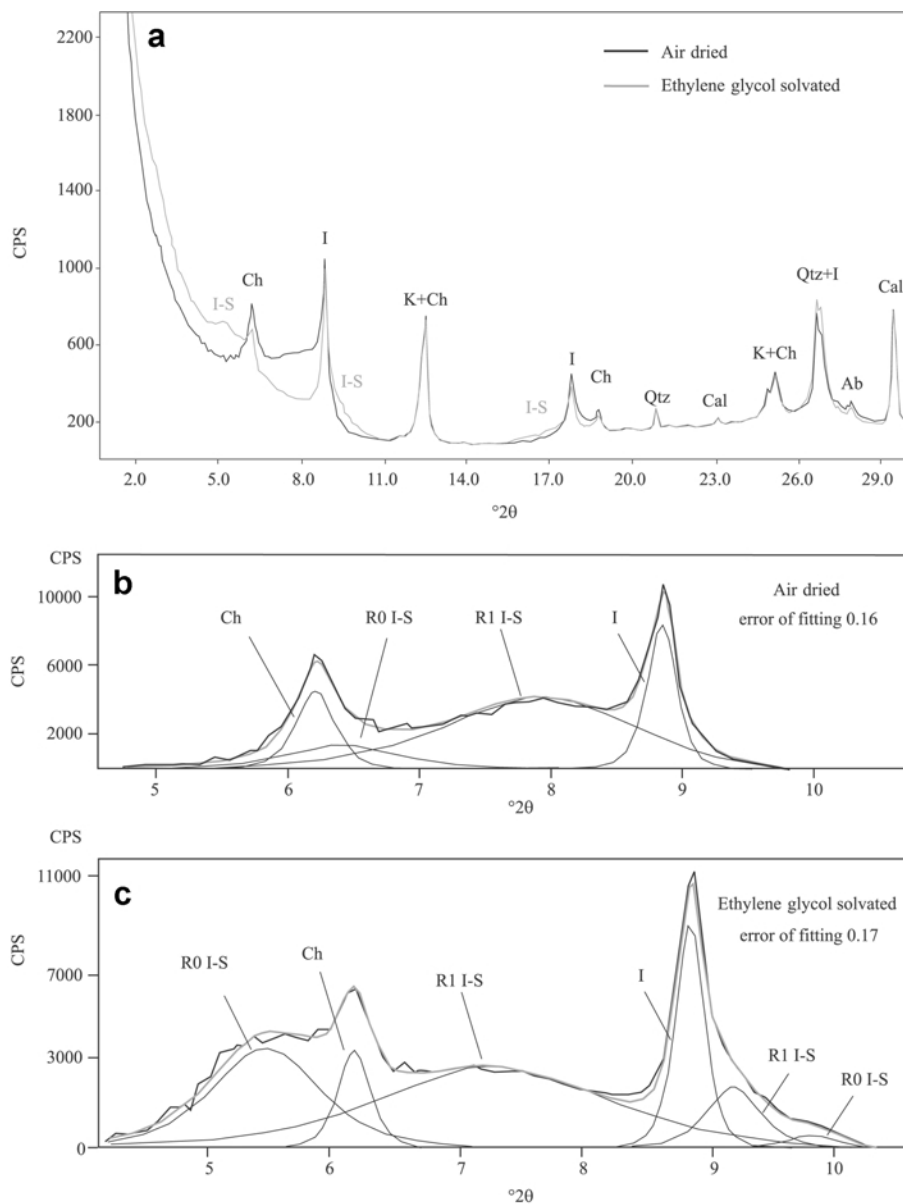 a
2200
1800
1400
1000
600
200
CPS
Air dried
Ethylene glycol solvated
I-S
Ch
I
I-S
K+Ch
I-S
I
Ch
Qtz
Cal
K+Ch
Qtz+I
Ab
Cal
2.0 5.0 8.0 11.0 14.0 17.0 20.0 23.0 26.0 29.0
°2θ
CPS
b
10000
6000
2000
Ch
R0 I-S
R1 I-S
I
Air dried
error of fitting 0.16
5 6 7 8 9 10
°2θ
CPS
CPS
c
11000
7000
3000
0
R0 I-S
Ch
R1 I-S
I
Ethylene glycol solvated
error of fitting 0.17
R1 I-S
R0 I-S
5 6 7 8 9 10
°2θ